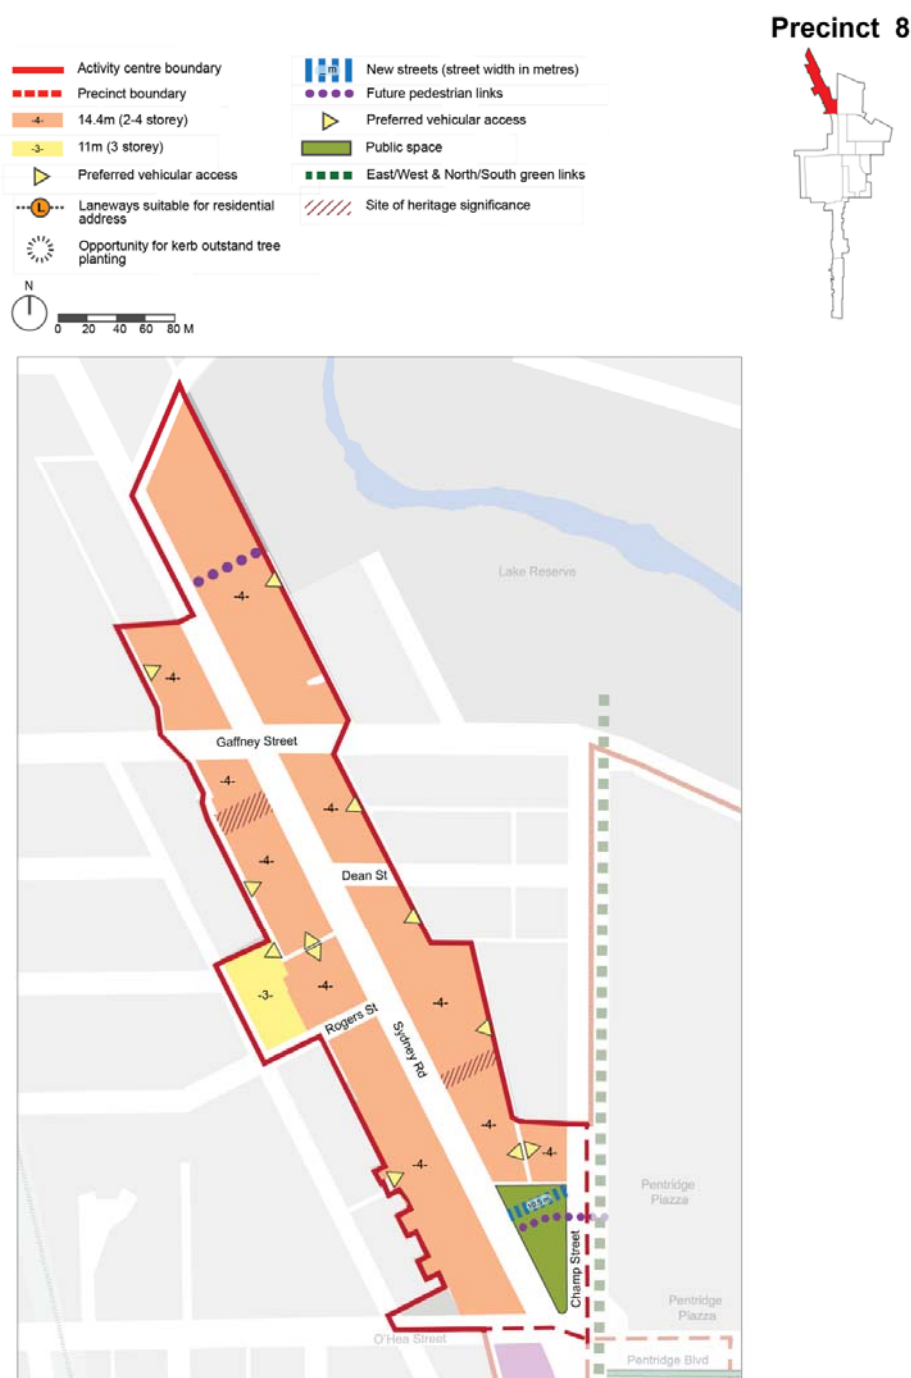 Precinct 8
Activity centre boundary
Precinct boundary
-4- 14.4m (2-4 storey)
-3- 11m (3 storey)
Preferred vehicular access
L Laneways suitable for residential
address
Opportunity for kerb outstand tree
planting
New streets (street width in metres)
Future pedestrian links
Preferred vehicular access
Public space
East/West & North/South green links
Site of heritage significance
N
0 20 40 60 80 M
Lake Reserve
-4-
-4-
Gaffney Street
-4-
-4-
-4-
Dean St
-4-
-3-
-4-
Rogers St
Sydney Rd
-4-
-4-
-4-
Pentridge
Piazza
Champ Street
Pentridge
Piazza
O'Hea Street
Pentridge Blvd